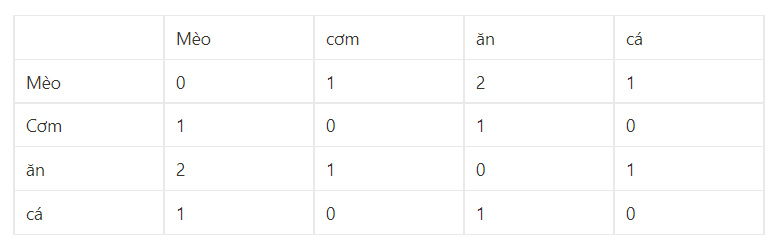 Mèo cơm ăn cá
Mèo 0 1 2 1
Cơm 1 0 1 0
ăn 2 1 0 1
cá 1 0 1 0